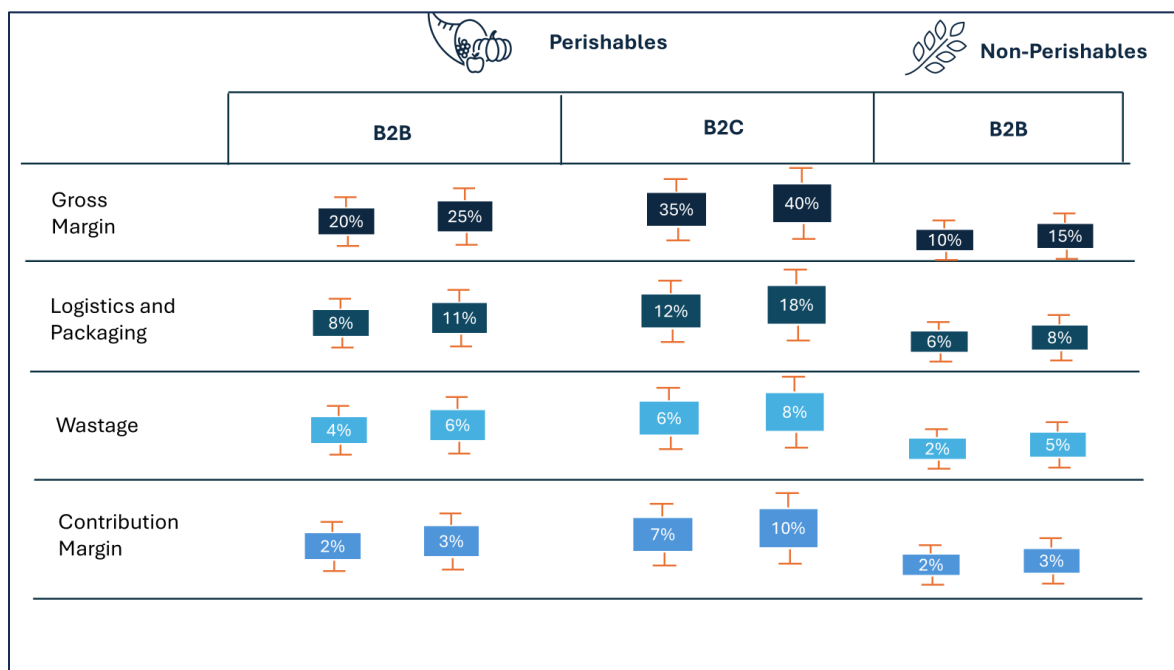 Perishables
Non-Perishables
B2B
B2C
B2B
Gross
Margin
20%
25%
35%
40%
10%
15%
Logistics and
Packaging
8%
11%
12%
18%
6%
8%
Wastage
4%
6%
6%
8%
2%
5%
Contribution
Margin
2%
3%
7%
10%
2%
3%